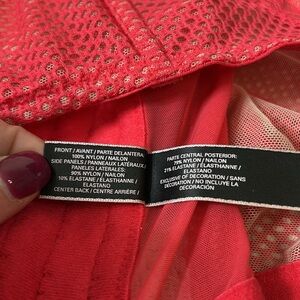 FRONT / AVANT / PARTE DELANTERA:
100% NYLON / NAILON
SIDE PANELS / PANNEAUX LATÉRAUX /
PANELES LATERALES:
90% NYLON / NAILON
10% ELASTANE / ÉLASTHANNE /
ELASTANO
CENTER BACK / CENTRE ARRIÈRE /
PARTE CENTRAL POSTERIOR:
79% NYLON / NAILON
21% ELASTANE / ÉLASTHANNE /
ELASTANO
EXCLUSIVE OF DECORATION / SANS
DÉCORATION / NO INCLUYE LA
DECORACIÓN